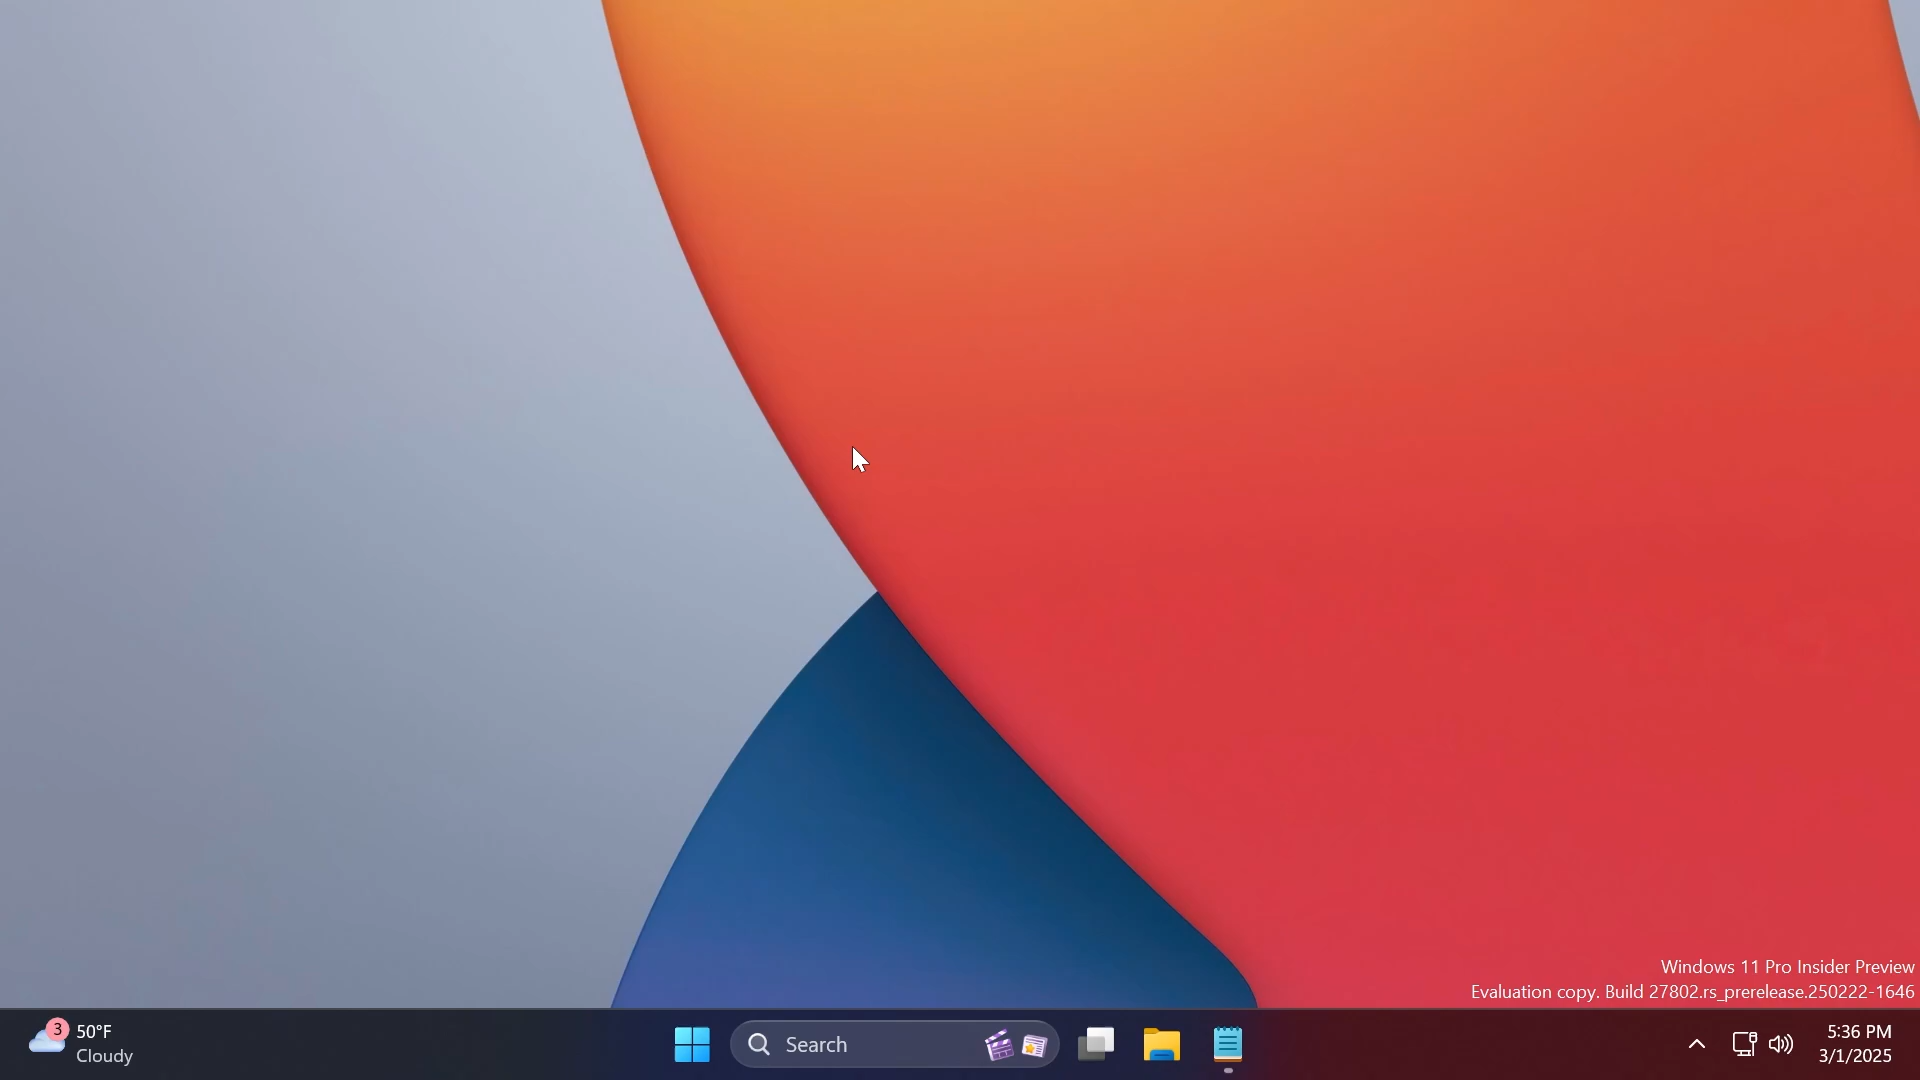 Windows 11 Pro Insider Preview
Evaluation copy. Build 27802.rs_prerelease.250222-1646
3
50°F
Cloudy
Search
5:36 PM
3/1/2025